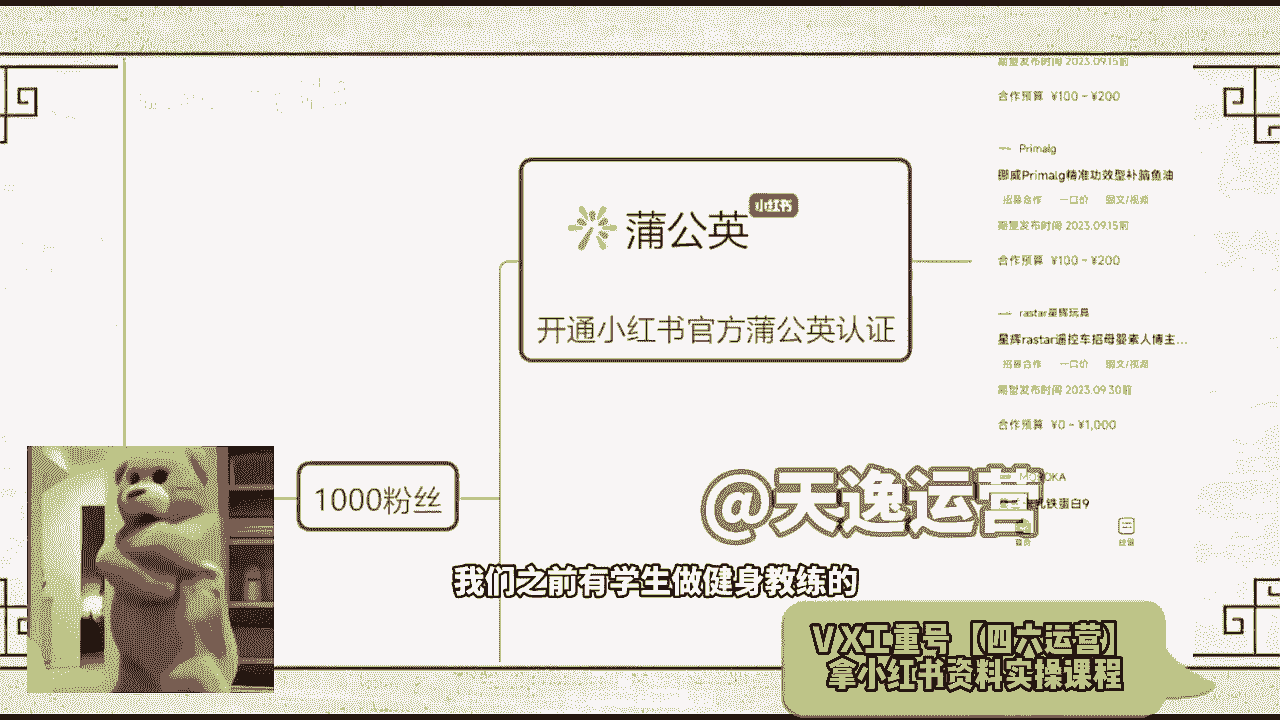 小红书
蒲公英
开通小红书官方蒲公英认证
1000粉丝
期望发布时间 2023.09.15前
合作预算 ¥100 ~ ¥200
Primalg
挪威Primalg精准功效型补脑鱼油
招募合作 一口价 图文/视频
期望发布时间 2023.09.15前
合作预算 ¥100 ~ ¥200
rastar星辉玩具
星辉rastar遥控车招母婴素人博主...
招募合作 一口价 图文/视频
期望发布时间 2023.09.30前
合作预算 ¥0 ~ ¥1,000
乳铁蛋白9
@天逸运营
我们之前有学生做健身教练的
VX工重号【四六运营】
拿小红书资料实操课程